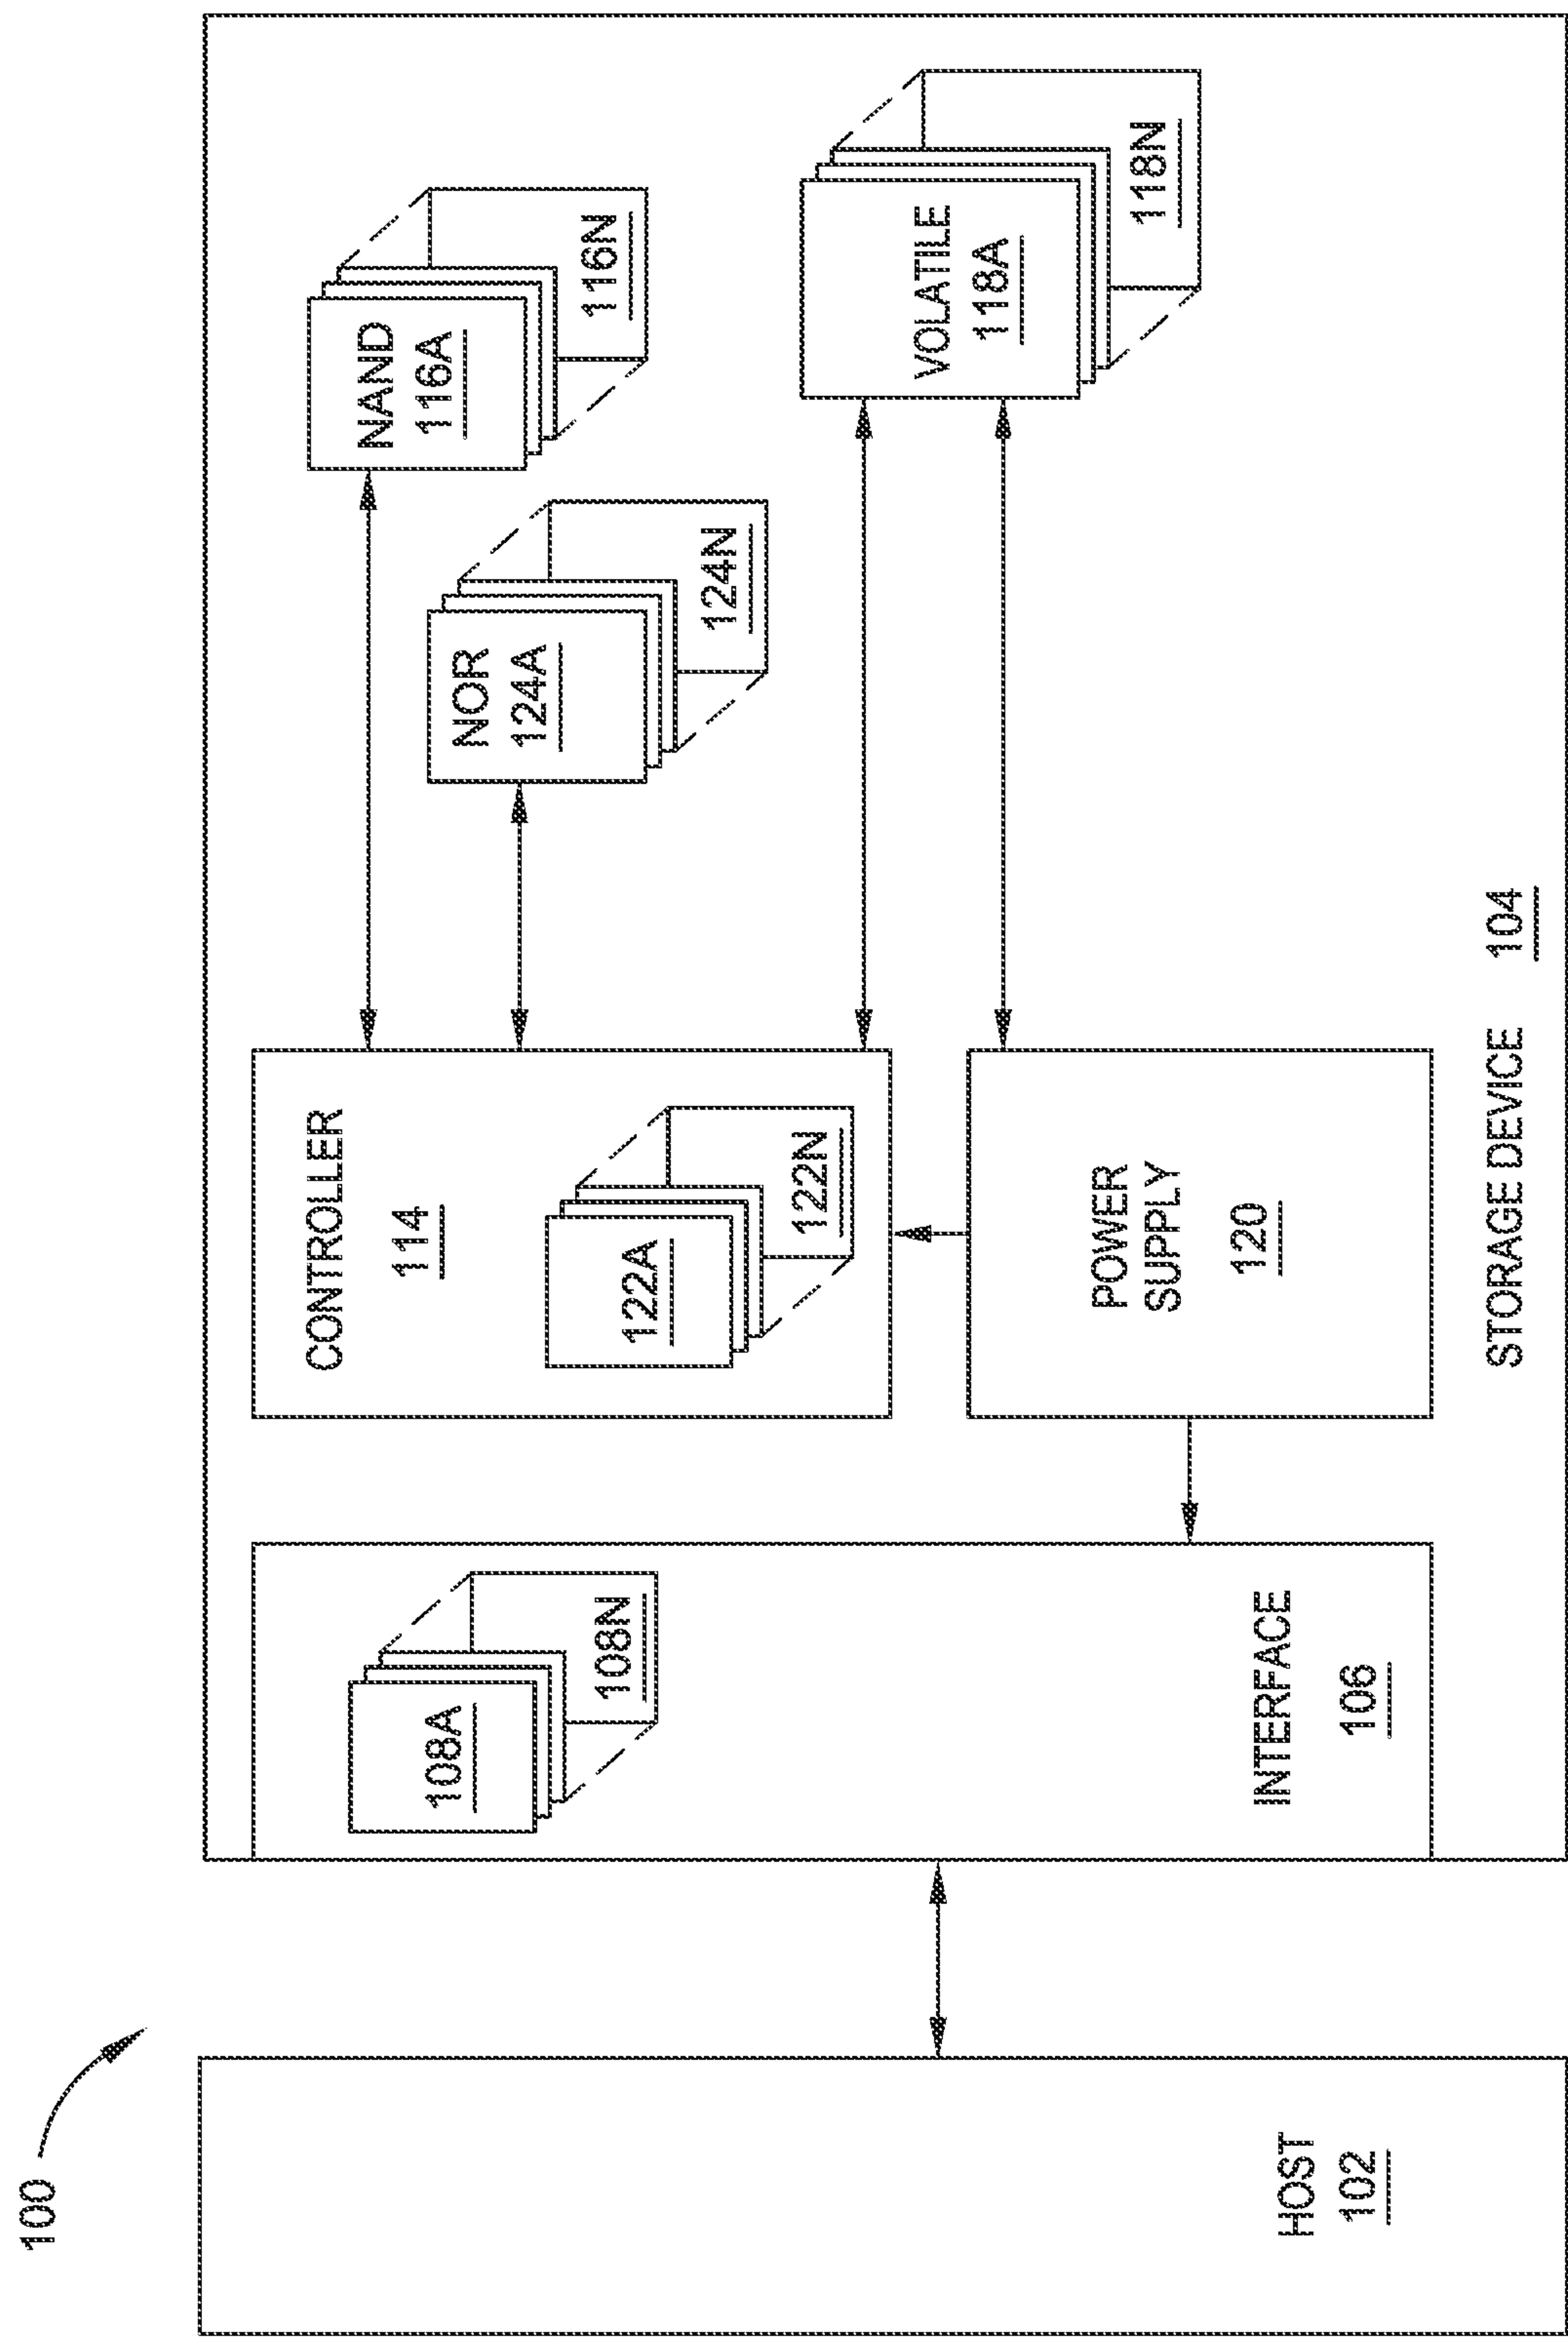 100
HOST
102
108A
108N
INTERFACE
106
CONTROLLER
114
122A
122N
POWER
SUPPLY
120
NAND
116A
116N
NOR
124A
124N
VOLATILE
118A
118N
STORAGE DEVICE 104